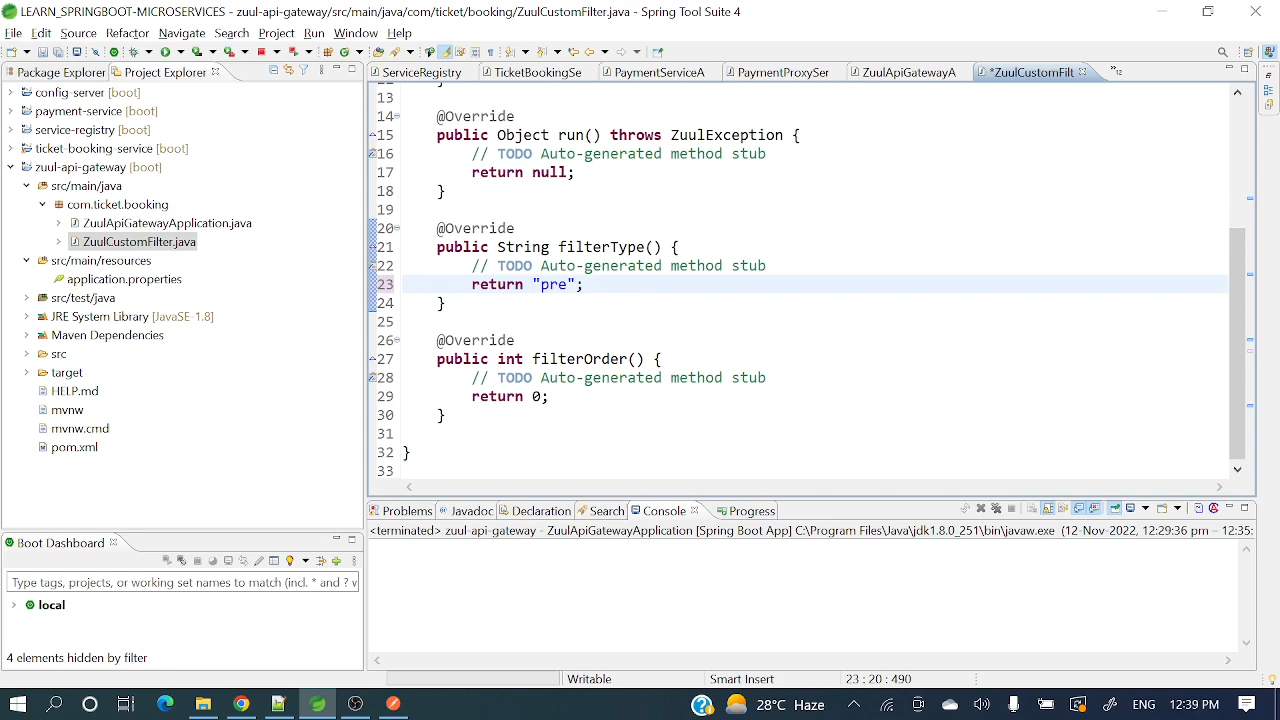 LEARN_SPRINGBOOT-MICROSERVICES - zuul-api-gateway/src/main/java/com/ticket/booking/ZuulCustomFilter.java - Spring Tool Suite 4
File Edit Source Refactor Navigate Search Project Run Window Help
Package Explorer Project Explorer
ServiceRegistry TicketBookingSe PaymentServiceA PaymentProxySer ZuulApiGatewayA *ZuulCustomFilt »12
config-server [boot]
payment-service [boot]
service-registry [boot]
ticket-booking-service [boot]
zuul-api-gateway [boot]
src/main/java
com.ticket.booking
ZuulApiGatewayApplication.java
ZuulCustomFilter.java
src/main/resources
application.properties
src/test/java
JRE System Library [JavaSE-1.8]
Maven Dependencies
src
target
HELP.md
mvnw
mvnw.cmd
pom.xml
12 }
13
14 @Override
15 public Object run() throws ZuulException {
16 // TODO Auto-generated method stub
17 return null;
18 }
19
20 @Override
21 public String filterType() {
22 // TODO Auto-generated method stub
23 return "pre";
24 }
25
26 @Override
27 public int filterOrder() {
28 // TODO Auto-generated method stub
29 return 0;
30 }
31
32 }
33
Problems Javadoc Declaration Search Console Progress
<terminated> zuul-api-gateway - ZuulApiGatewayApplication [Spring Boot App] C:\Program Files\Java\jdk1.8.0_251\bin\javaw.exe (12-Nov-2022, 12:29:36 pm – 12:35:
Boot Dashboard
Type tags, projects, or working set names to match (incl. * and ? v
local
4 elements hidden by filter
Writable Smart Insert 23 : 20 : 490
28°C Haze ENG 12:39 PM